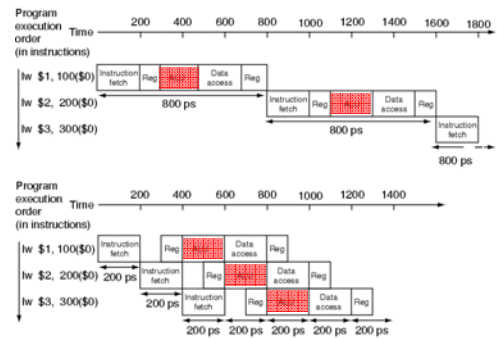 Program
execution
order
(in instructions)
Time
200 400 600 800 1000 1200 1400 1600 1800
lw $1, 100($0)
Instruction fetch
Reg
ALU
Data access
Reg
lw $2, 200($0)
800 ps
Instruction fetch
Reg
ALU
Data access
Reg
lw $3, 300($0)
800 ps
Instruction fetch
800 ps
Program
execution
order
(in instructions)
Time
200 400 600 800 1000 1200 1400
lw $1, 100($0)
Instruction fetch
Reg
ALU
Data access
Reg
lw $2, 200($0)
200 ps
Instruction fetch
Reg
ALU
Data access
Reg
lw $3, 300($0)
200 ps
Instruction fetch
Reg
ALU
Data access
Reg
200 ps 200 ps 200 ps 200 ps 200 ps